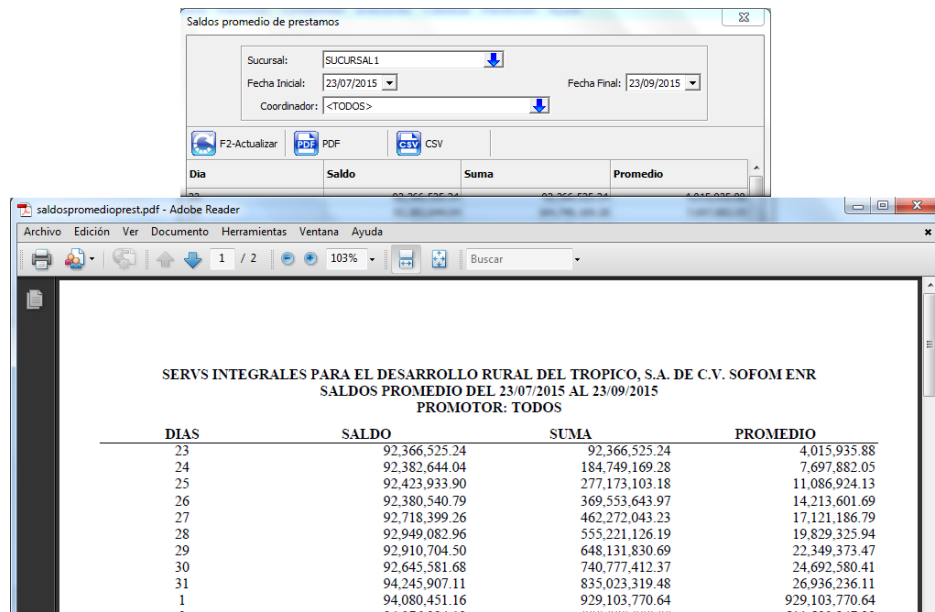 Saldos promedio de prestamos
Sucursal: SUCURSAL1
Fecha Inicial: 23/07/2015 Fecha Final: 23/09/2015
Coordinador: <TODOS>
F2-Actualizar PDF PDF CSV CSV
Dia Saldo Suma Promedio
saldospromedioprest.pdf - Adobe Reader
Archivo Edición Ver Documento Herramientas Ventana Ayuda
1 / 2 103% Buscar
SERVS INTEGRALES PARA EL DESARROLLO RURAL DEL TROPICO, S.A. DE C.V. SOFOM ENR
SALDOS PROMEDIO DEL 23/07/2015 AL 23/09/2015
PROMOTOR: TODOS
DIAS SALDO SUMA PROMEDIO
23 92,366,525.24 92,366,525.24 4,015,935.88
24 92,382,644.04 184,749,169.28 7,697,882.05
25 92,423,933.90 277,173,103.18 11,086,924.13
26 92,380,540.79 369,553,643.97 14,213,601.69
27 92,718,399.26 462,272,043.23 17,121,186.79
28 92,949,082.96 555,221,126.19 19,829,325.94
29 92,910,704.50 648,131,830.69 22,349,373.47
30 92,645,581.68 740,777,412.37 24,692,580.41
31 94,245,907.11 835,023,319.48 26,936,236.11
1 94,080,451.16 929,103,770.64 929,103,770.64